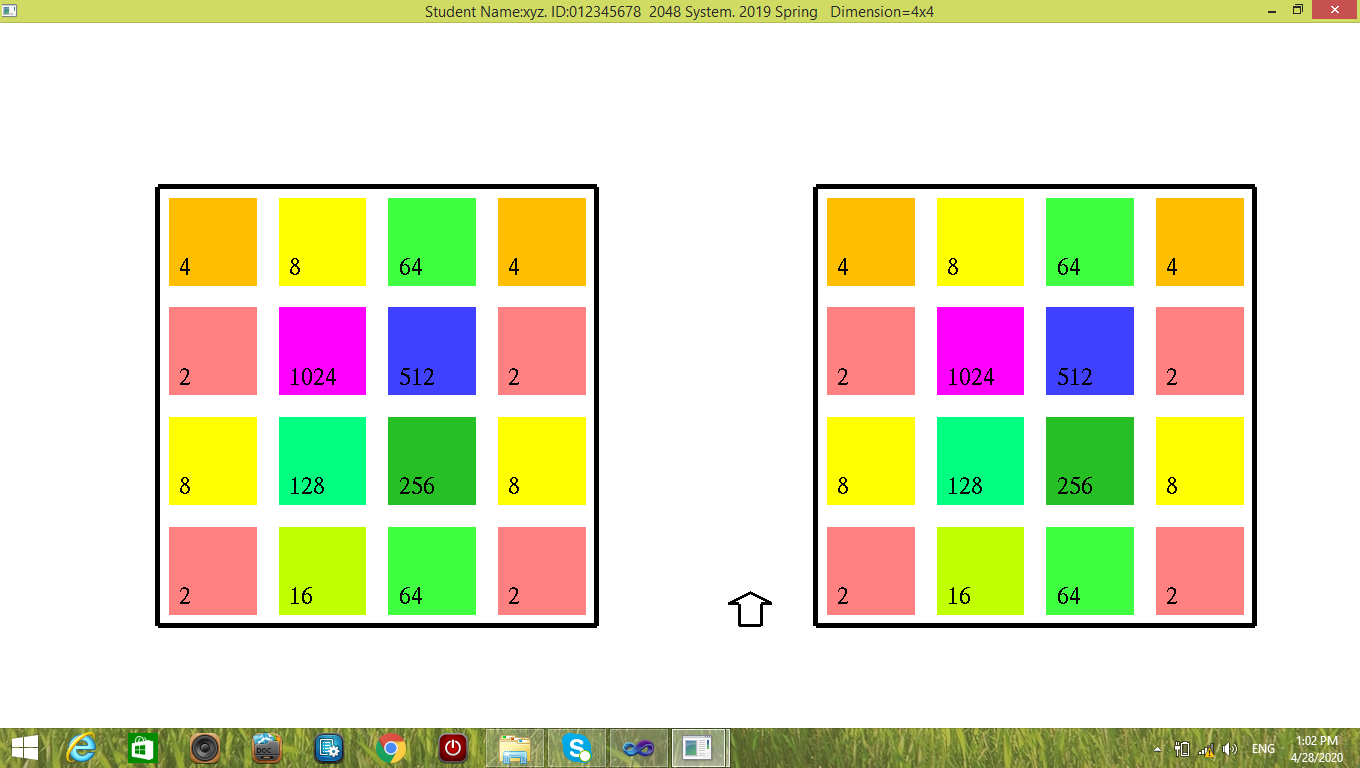 Student Name:xyz. ID:012345678 2048 System. 2019 Spring Dimension=4x4
4 8 64 4
2 1024 512 2
8 128 256 8
2 16 64 2
4 8 64 4
2 1024 512 2
8 128 256 8
2 16 64 2
DOC
ENG
1:02 PM
4/28/2020